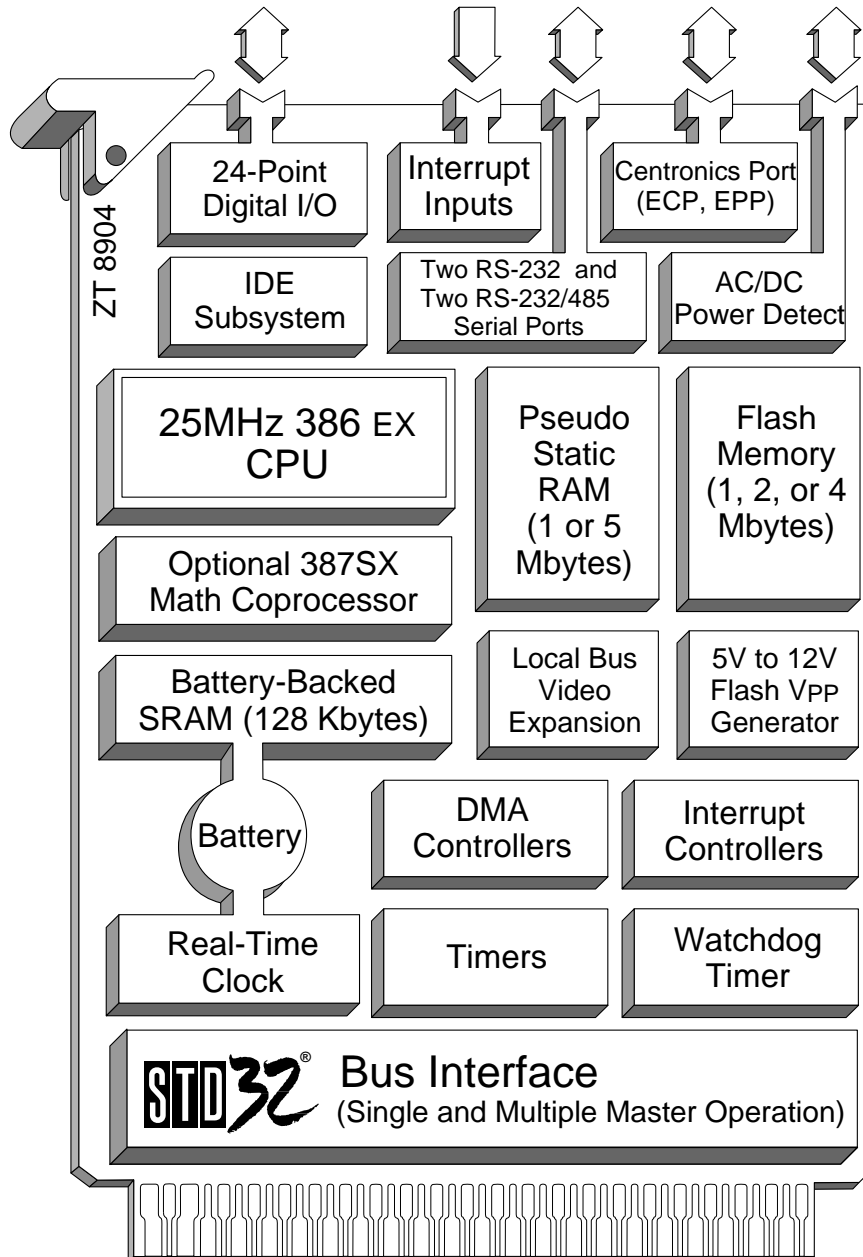 24-Point
Digital I/O
Interrupt
Inputs
Centronics Port
(ECP, EPP)
ZT 8904
IDE
Subsystem
Two RS-232 and
Two RS-232/485
Serial Ports
AC/DC
Power Detect
25MHz 386 EX
CPU
Pseudo
Static
RAM
(1 or 5
Mbytes)
Flash
Memory
(1, 2, or 4
Mbytes)
Optional 387SX
Math Coprocessor
Battery-Backed
SRAM (128 Kbytes)
Local Bus
Video
Expansion
5V to 12V
Flash VPP
Generator
Battery
DMA
Controllers
Interrupt
Controllers
Real-Time
Clock
Timers
Watchdog
Timer
STD32® Bus Interface
(Single and Multiple Master Operation)